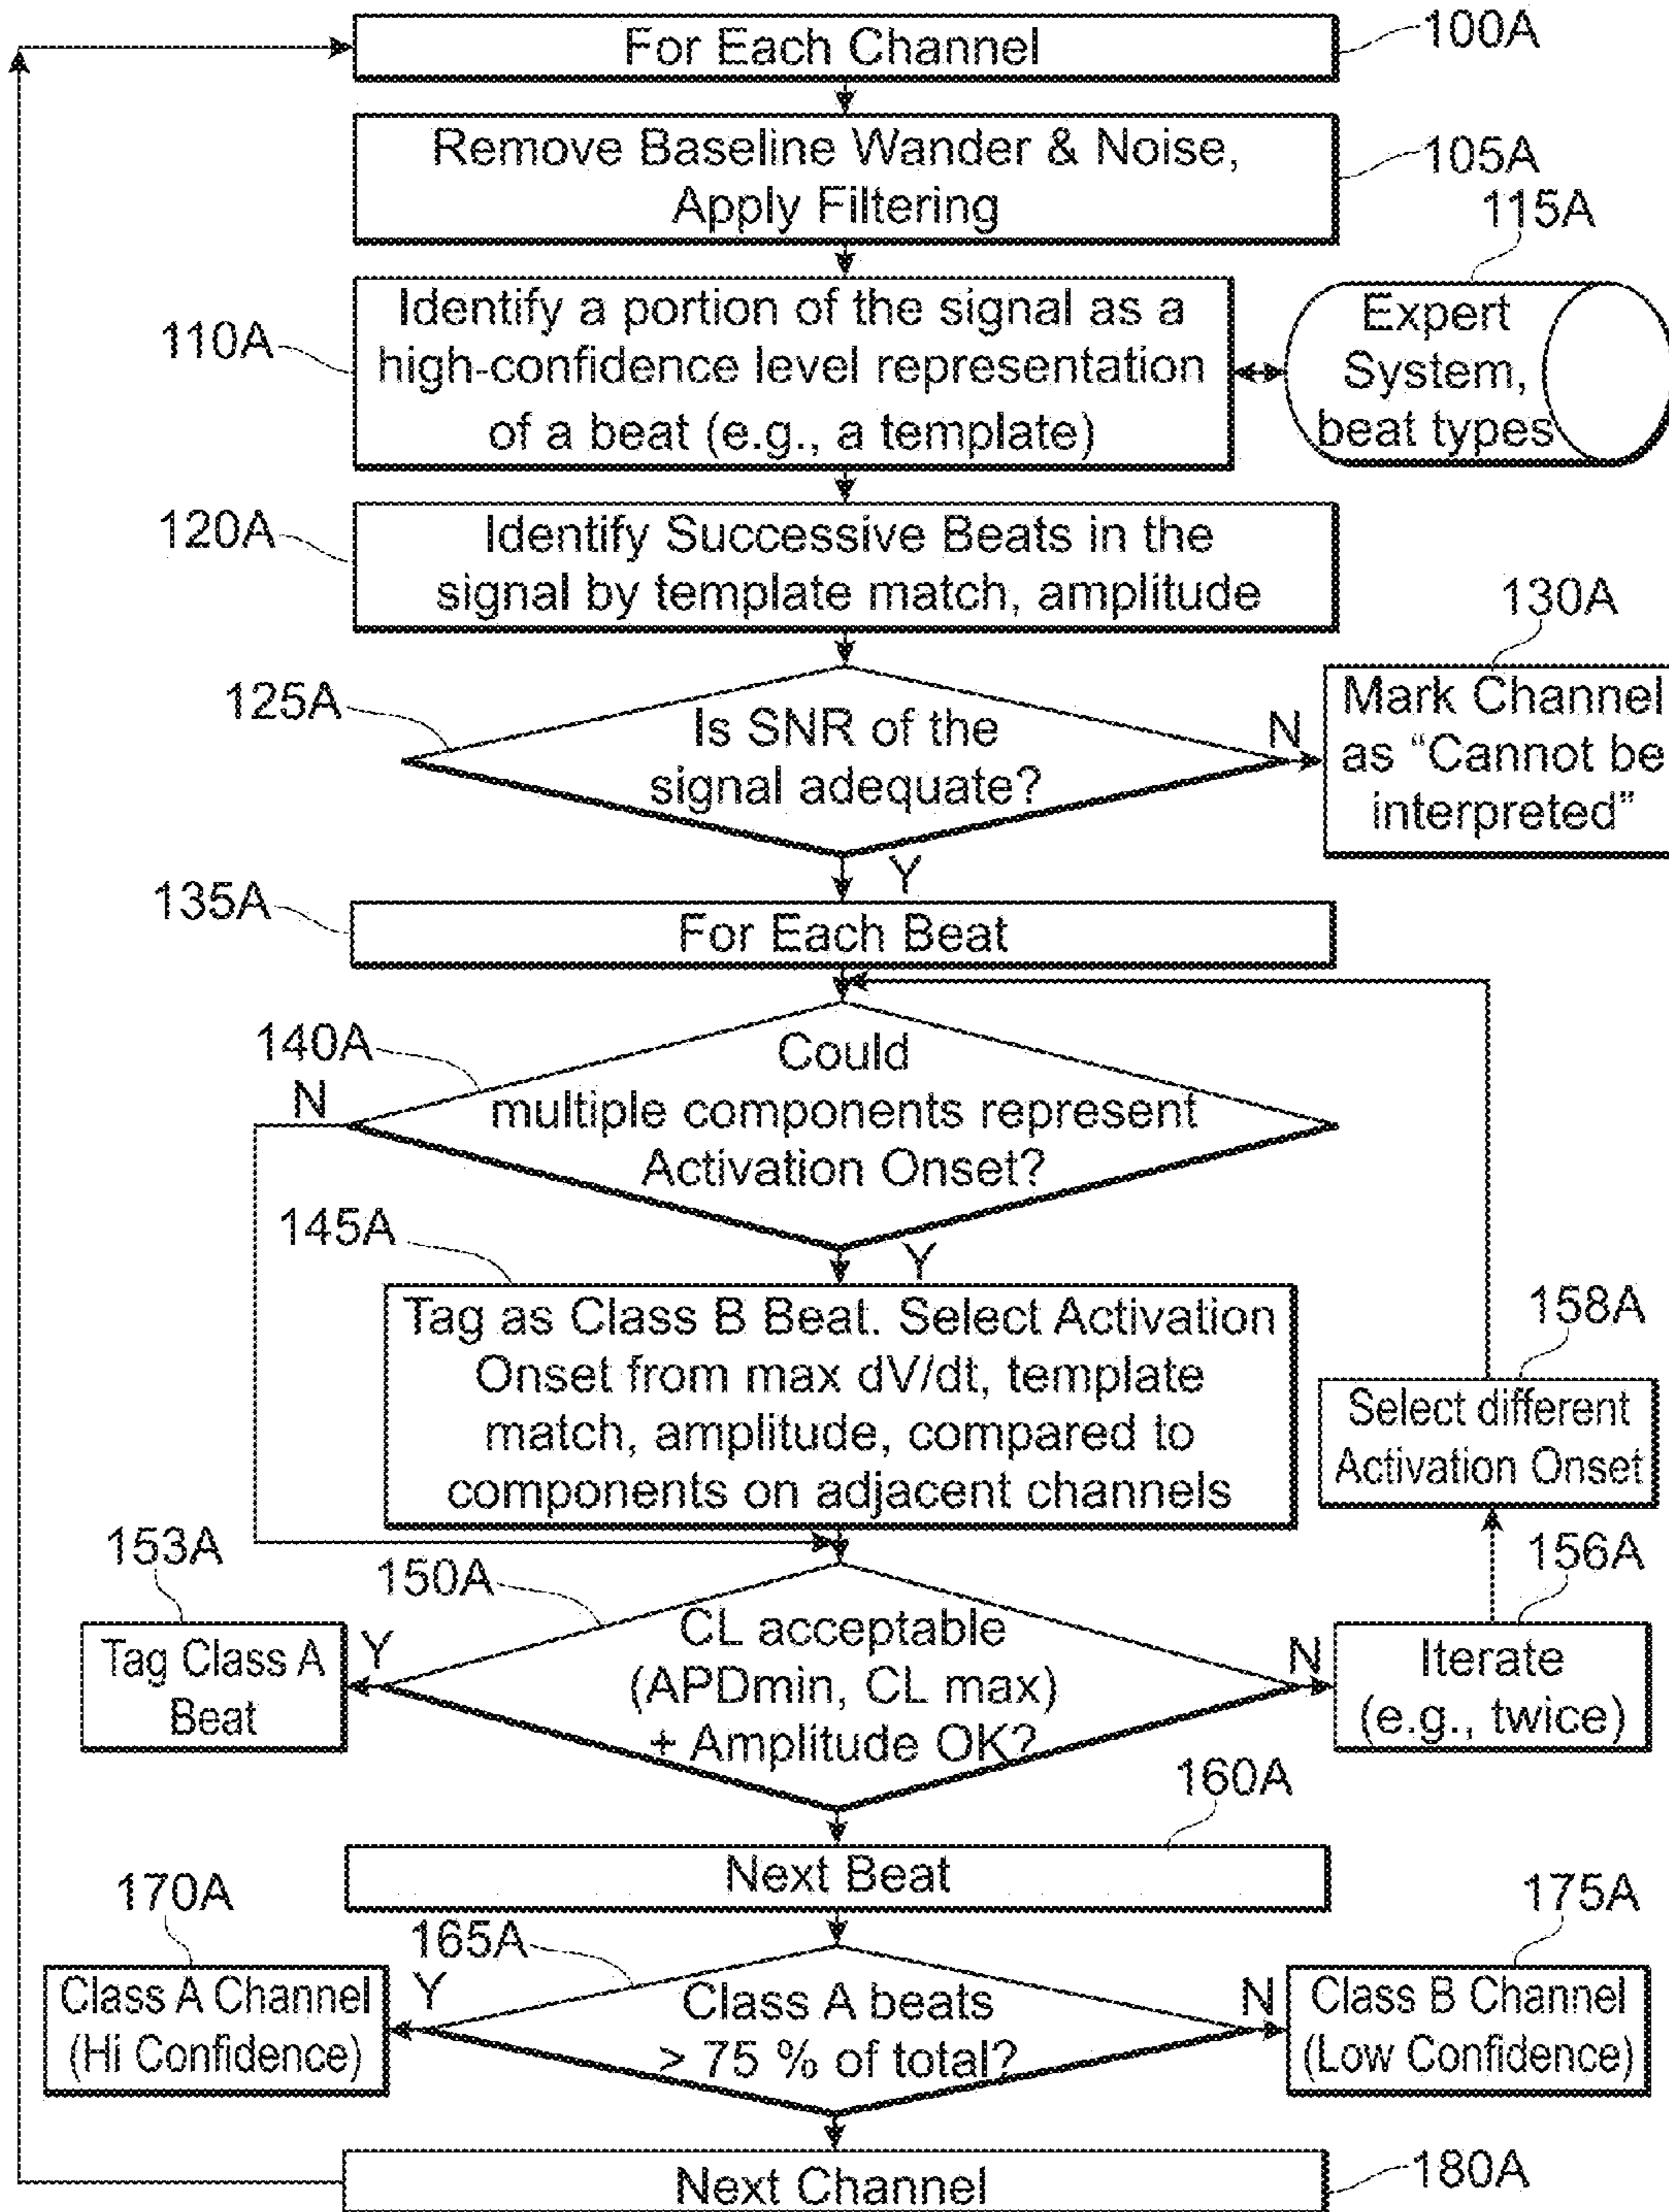 For Each Channel
100A
Remove Baseline Wander & Noise,
Apply Filtering
105A
115A
Identify a portion of the signal as a
high-confidence level representation
of a beat (e.g., a template)
110A
Expert
System,
beat types
120A
Identify Successive Beats in the
signal by template match, amplitude
130A
125A
Is SNR of the
signal adequate?
N
Mark Channel
as “Cannot be
interpreted”
Y
135A
For Each Beat
140A
N
Could
multiple components represent
Activation Onset?
145A
Y
Tag as Class B Beat. Select Activation
Onset from max dV/dt, template
match, amplitude, compared to
components on adjacent channels
158A
Select different
Activation Onset
153A
150A
156A
Tag Class A
Beat
Y
CL acceptable
(APDmin, CL max)
+ Amplitude OK?
N
Iterate
(e.g., twice)
160A
Next Beat
170A
165A
175A
Class A Channel
(Hi Confidence)
Y
Class A beats
> 75 % of total?
N
Class B Channel
(Low Confidence)
Next Channel
180A